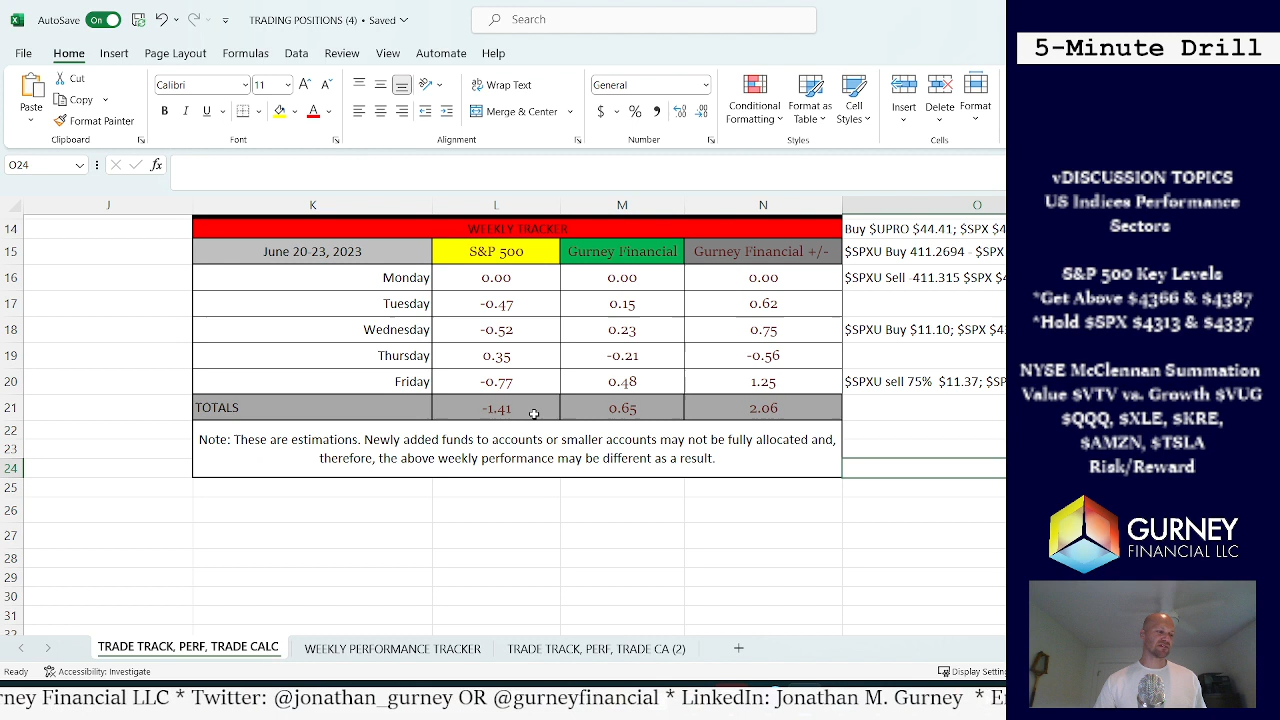 AutoSave On TRADING POSITIONS (4) • Saved Search
File Home Insert Page Layout Formulas Data Review View Automate Help
Paste Cut Copy Format Painter Clipboard
Calibri 11 B I U Font
Wrap Text Merge & Center Alignment
General $ % Number
Conditional Formatting Format as Table Cell Styles Styles
Insert Delete Format Cells
O24 fx
J K L M N O
14 WEEKLY TRACKER Buy $UPRO $44.41; $SPX $4
15 June 20-23, 2023 S&P 500 Gurney Financial Gurney Financial +/- $SPXU Buy 411.2694 - $SPX
16 Monday 0.00 0.00 0.00 $SPXU Sell -411.315 $SPX $4
17 Tuesday -0.47 0.15 0.62
18 Wednesday -0.52 0.23 0.75 $SPXU Buy $11.10; $SPX $43
19 Thursday 0.35 -0.21 -0.56
20 Friday -0.77 0.48 1.25 $SPXU sell 75% $11.37; $SP
21 TOTALS -1.41 0.65 2.06
22
23
24
Note: These are estimations. Newly added funds to accounts or smaller accounts may not be fully allocated and,
therefore, the actual weekly performance may be different as a result.
25
26
27
28
29
30
31
TRADE TRACK, PERF, TRADE CALC WEEKLY PERFORMANCE TRACKER TRADE TRACK, PERF, TRADE CA (2) +
Ready Accessibility: Investigate Display Settin
5-Minute Drill
vDISCUSSION TOPICS
US Indices Performance
Sectors
S&P 500 Key Levels
*Get Above $4366 & $4387
*Hold $SPX $4313 & $4337
NYSE McClennan Summation
Value $VTV vs. Growth $VUG
$QQQ, $XLE, $KRE,
$AMZN, $TSLA
Risk/Reward
GURNEY
FINANCIAL LLC
rney Financial LLC * Twitter: @jonathan_gurney OR @gurneyfinancial * LinkedIn: Jonathan M. Gurney * E